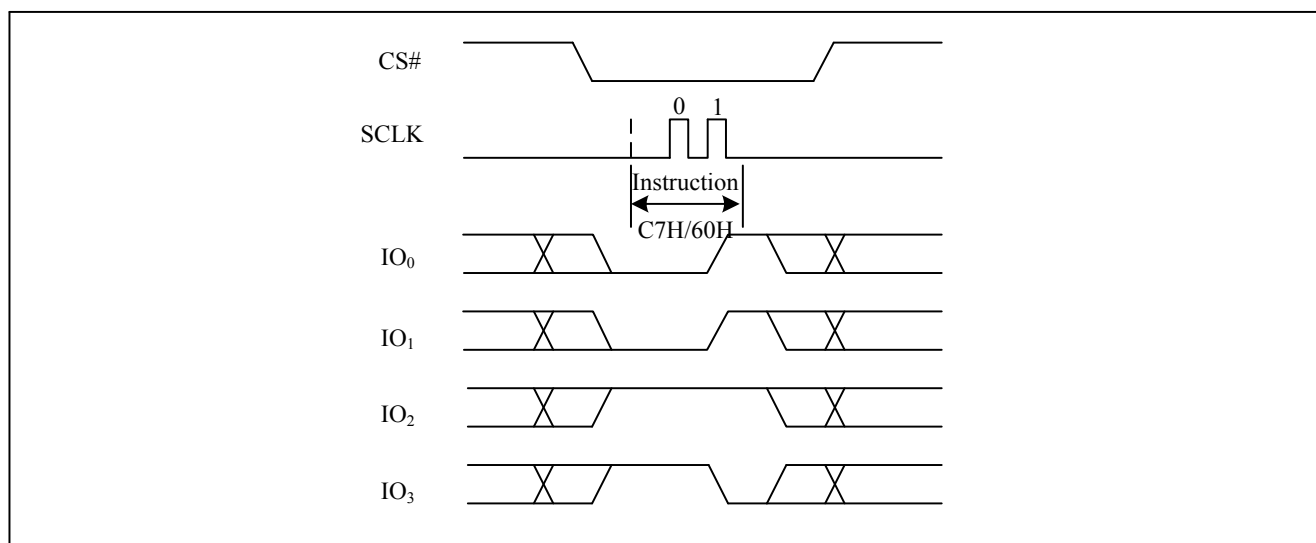 CS#
0 1
SCLK
Instruction
C7H/60H
IO₀
IO₁
IO₂
IO₃